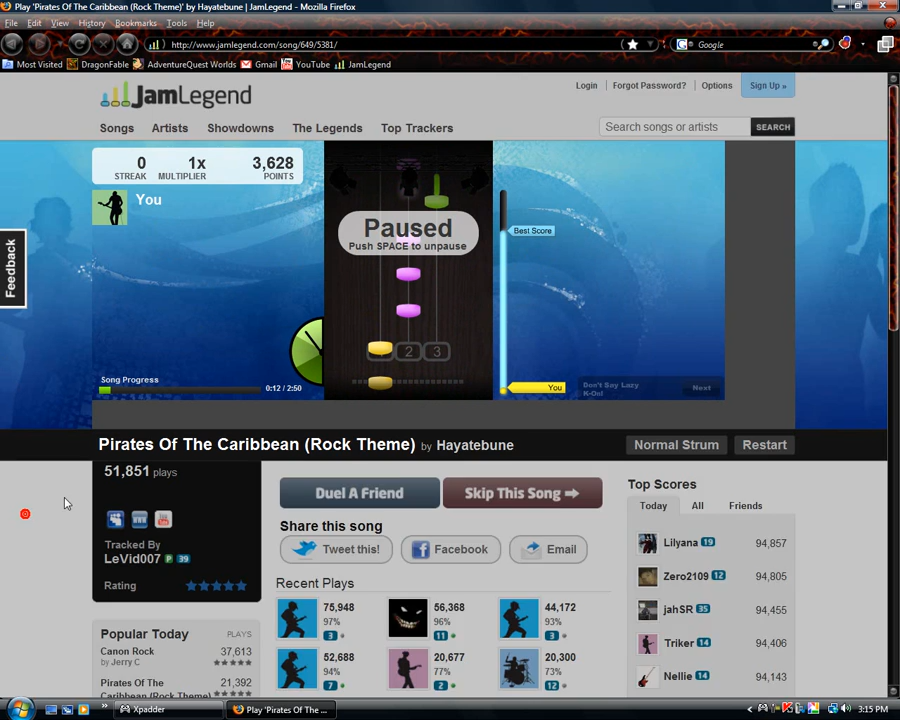 Play 'Pirates Of The Caribbean (Rock Theme)' by Hayatebune | JamLegend - Mozilla Firefox
File Edit View History Bookmarks Tools Help
http://www.jamlegend.com/song/649/5381/
Google
Most Visited DragonFable AdventureQuest Worlds Gmail YouTube JamLegend
JamLegend
Login Forgot Password? Options Sign Up »
Songs Artists Showdowns The Legends Top Trackers
Search songs or artists SEARCH
0 1x 3,628
STREAK MULTIPLIER POINTS
You
Paused
Push SPACE to unpause
Best Score
Feedback
2 3
Song Progress 0:12 / 2:50
You
Don't Say Lazy
K-On!
Next
Pirates Of The Caribbean (Rock Theme) by Hayatebune
Normal Strum Restart
51,851 plays
WWW
You Tube
Tracked By
LeVid007 P 39
Rating
Duel A Friend Skip This Song
Share this song
Tweet this! Facebook Email
Recent Plays
75,948
97%
3
56,368
96%
11
44,172
93%
3
52,688
94%
7
20,677
77%
2
20,300
73%
12
Top Scores
Today All Friends
Lilyana 19 94,857
Zero2109 12 94,805
jahSR 35 94,455
Triker 14 94,406
Nellie 14 94,143
Popular Today PLAYS
Canon Rock 37,613
by Jerry C
Pirates Of The 21,392
Caribbean (Rock Theme)
Xpadder Play 'Pirates Of The ... 3:15 PM